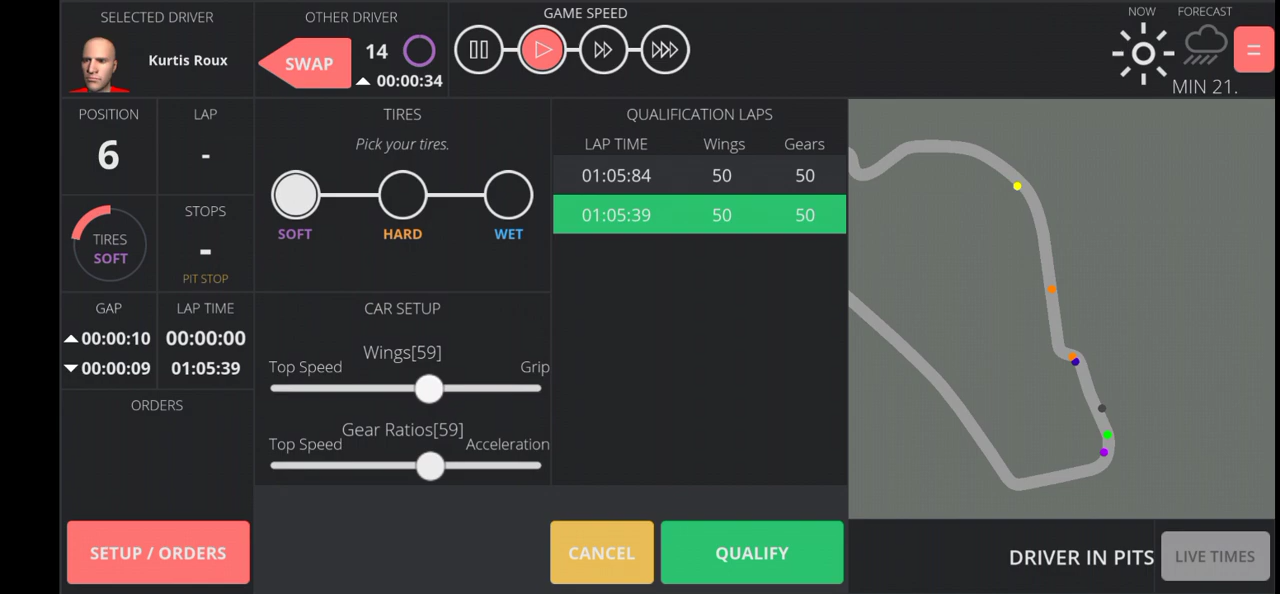 SELECTED DRIVER
Kurtis Roux
OTHER DRIVER
SWAP
14
00:00:34
GAME SPEED
NOW
FORECAST
MIN 21.
POSITION
6
LAP
-
TIRES
SOFT
STOPS
-
PIT STOP
GAP
00:00:10
00:00:09
LAP TIME
00:00:00
01:05:39
ORDERS
SETUP / ORDERS
TIRES
Pick your tires.
SOFT
HARD
WET
CAR SETUP
Wings[59]
Top Speed
Grip
Gear Ratios[59]
Top Speed
Acceleration
QUALIFICATION LAPS
LAP TIME Wings Gears
01:05:84 50 50
01:05:39 50 50
CANCEL
QUALIFY
DRIVER IN PITS
LIVE TIMES